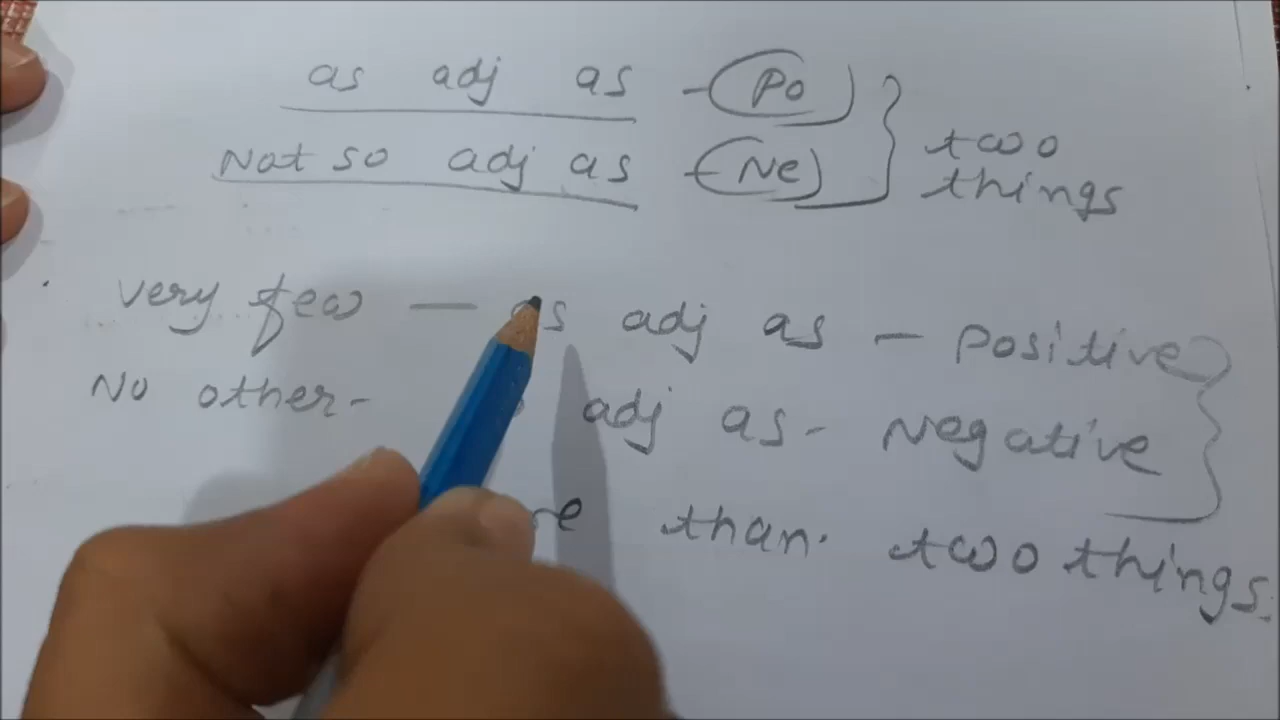 as adj as - Po
Not so adj as - Ne
two
things
very few — as adj as - Positive
No other - adj as - Negative
than two things.